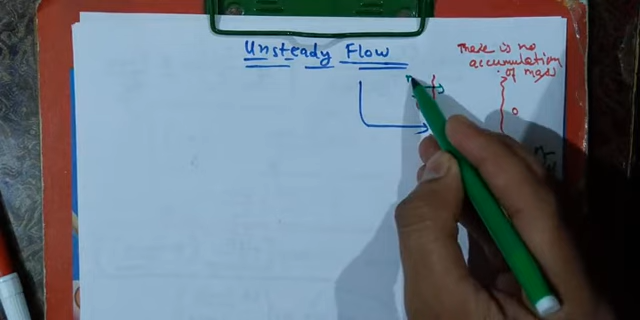 Unsteady Flow
There is no
accumulation
of mass